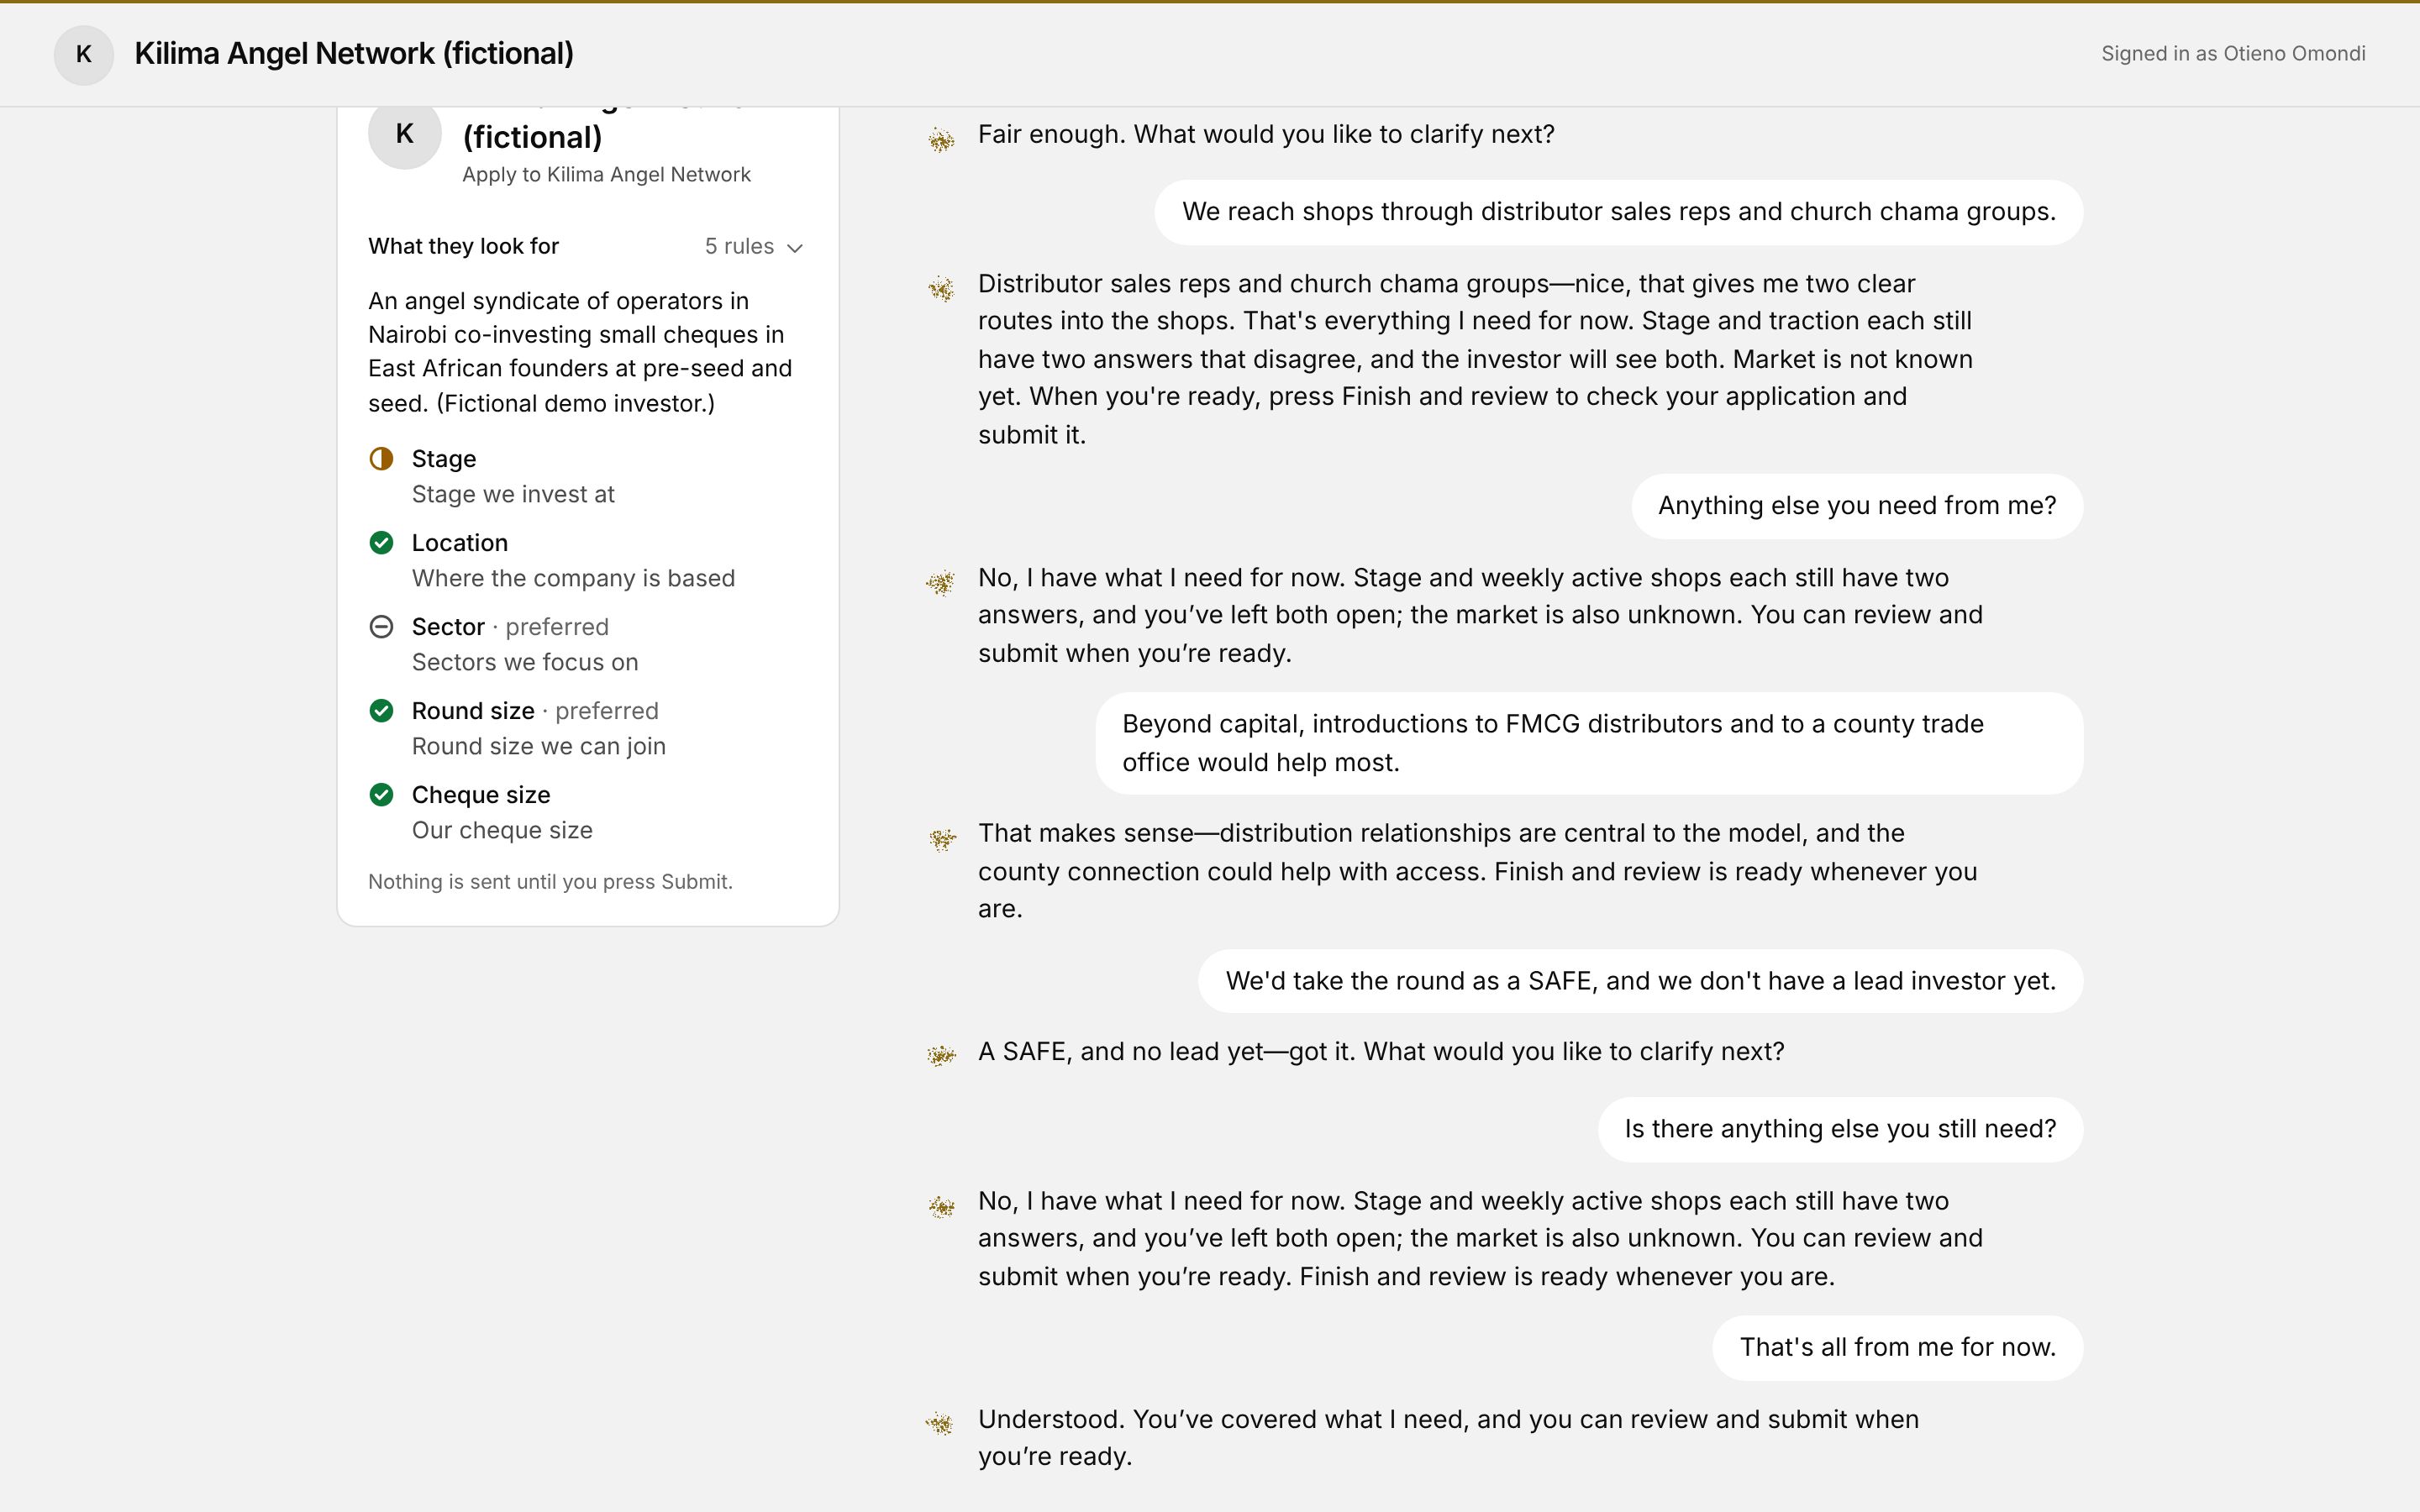 K
Kilima Angel Network (fictional)
Signed in as Otieno Omondi
K
(fictional)
Apply to Kilima Angel Network
What they look for
5 rules
An angel syndicate of operators in
Nairobi co-investing small cheques in
East African founders at pre-seed and
seed. (Fictional demo investor.)
Stage
Stage we invest at
Location
Where the company is based
Sector · preferred
Sectors we focus on
Round size · preferred
Round size we can join
Cheque size
Our cheque size
Nothing is sent until you press Submit.
Fair enough. What would you like to clarify next?
We reach shops through distributor sales reps and church chama groups.
Distributor sales reps and church chama groups—nice, that gives me two clear
routes into the shops. That's everything I need for now. Stage and traction each still
have two answers that disagree, and the investor will see both. Market is not known
yet. When you're ready, press Finish and review to check your application and
submit it.
Anything else you need from me?
No, I have what I need for now. Stage and weekly active shops each still have two
answers, and you’ve left both open; the market is also unknown. You can review and
submit when you’re ready.
Beyond capital, introductions to FMCG distributors and to a county trade
office would help most.
That makes sense—distribution relationships are central to the model, and the
county connection could help with access. Finish and review is ready whenever you
are.
We'd take the round as a SAFE, and we don't have a lead investor yet.
A SAFE, and no lead yet—got it. What would you like to clarify next?
Is there anything else you still need?
No, I have what I need for now. Stage and weekly active shops each still have two
answers, and you’ve left both open; the market is also unknown. You can review and
submit when you’re ready. Finish and review is ready whenever you are.
That's all from me for now.
Understood. You’ve covered what I need, and you can review and submit when
you’re ready.